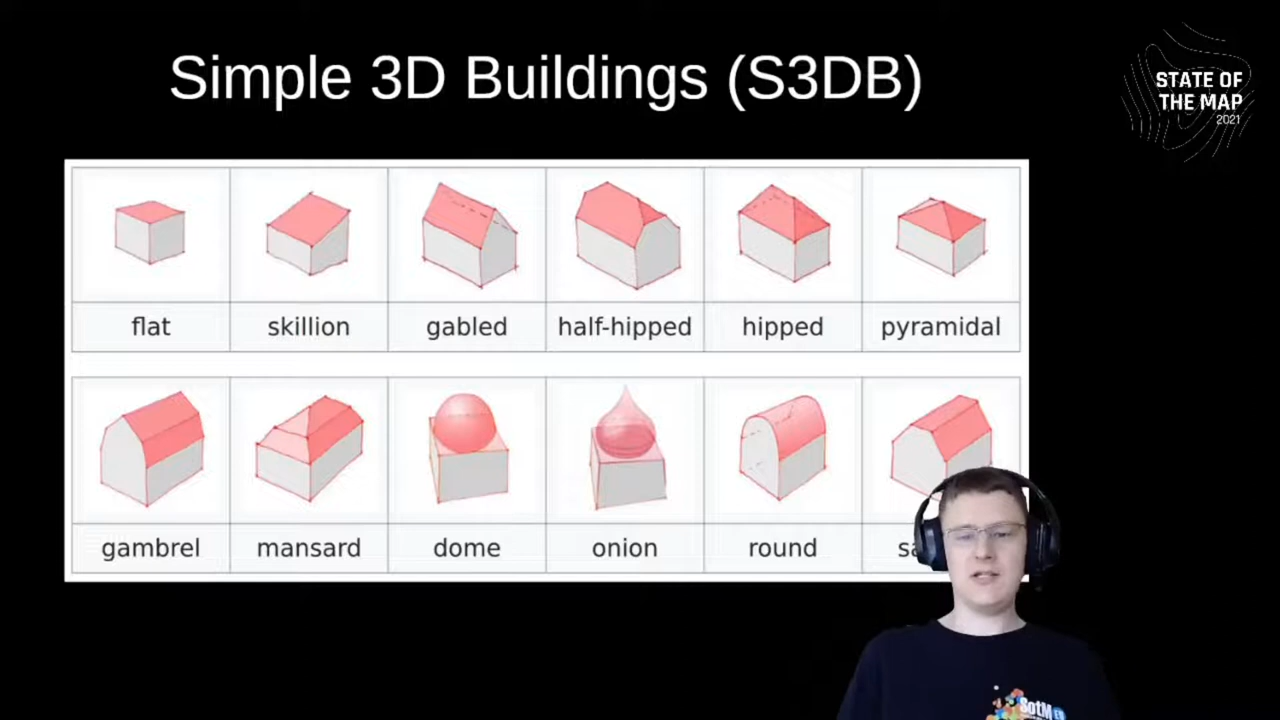 Simple 3D Buildings (S3DB)
STATE OF
THE MAP
2021
flat skillion gabled half-hipped hipped pyramidal
gambrel mansard dome onion round
SotM